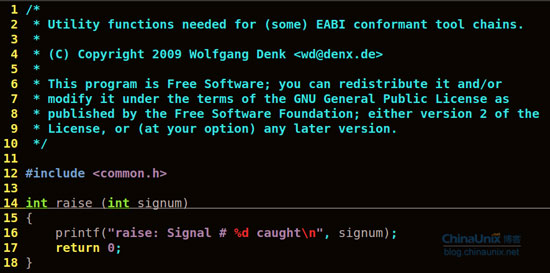 1 /*
2  * Utility functions needed for (some) EABI conformant tool chains.
3  *
4  * (C) Copyright 2009 Wolfgang Denk <wd@denx.de>
5  *
6  * This program is Free Software; you can redistribute it and/or
7  * modify it under the terms of the GNU General Public License as
8  * published by the Free Software Foundation; either version 2 of the
9  * License, or (at your option) any later version.
10  */
11
12 #include <common.h>
13
14 int raise (int signum)
15 {
16     printf("raise: Signal # %d caught\n", signum);
17     return 0;
18 }
ChinaUnix 博客
blog.chinaunix.net